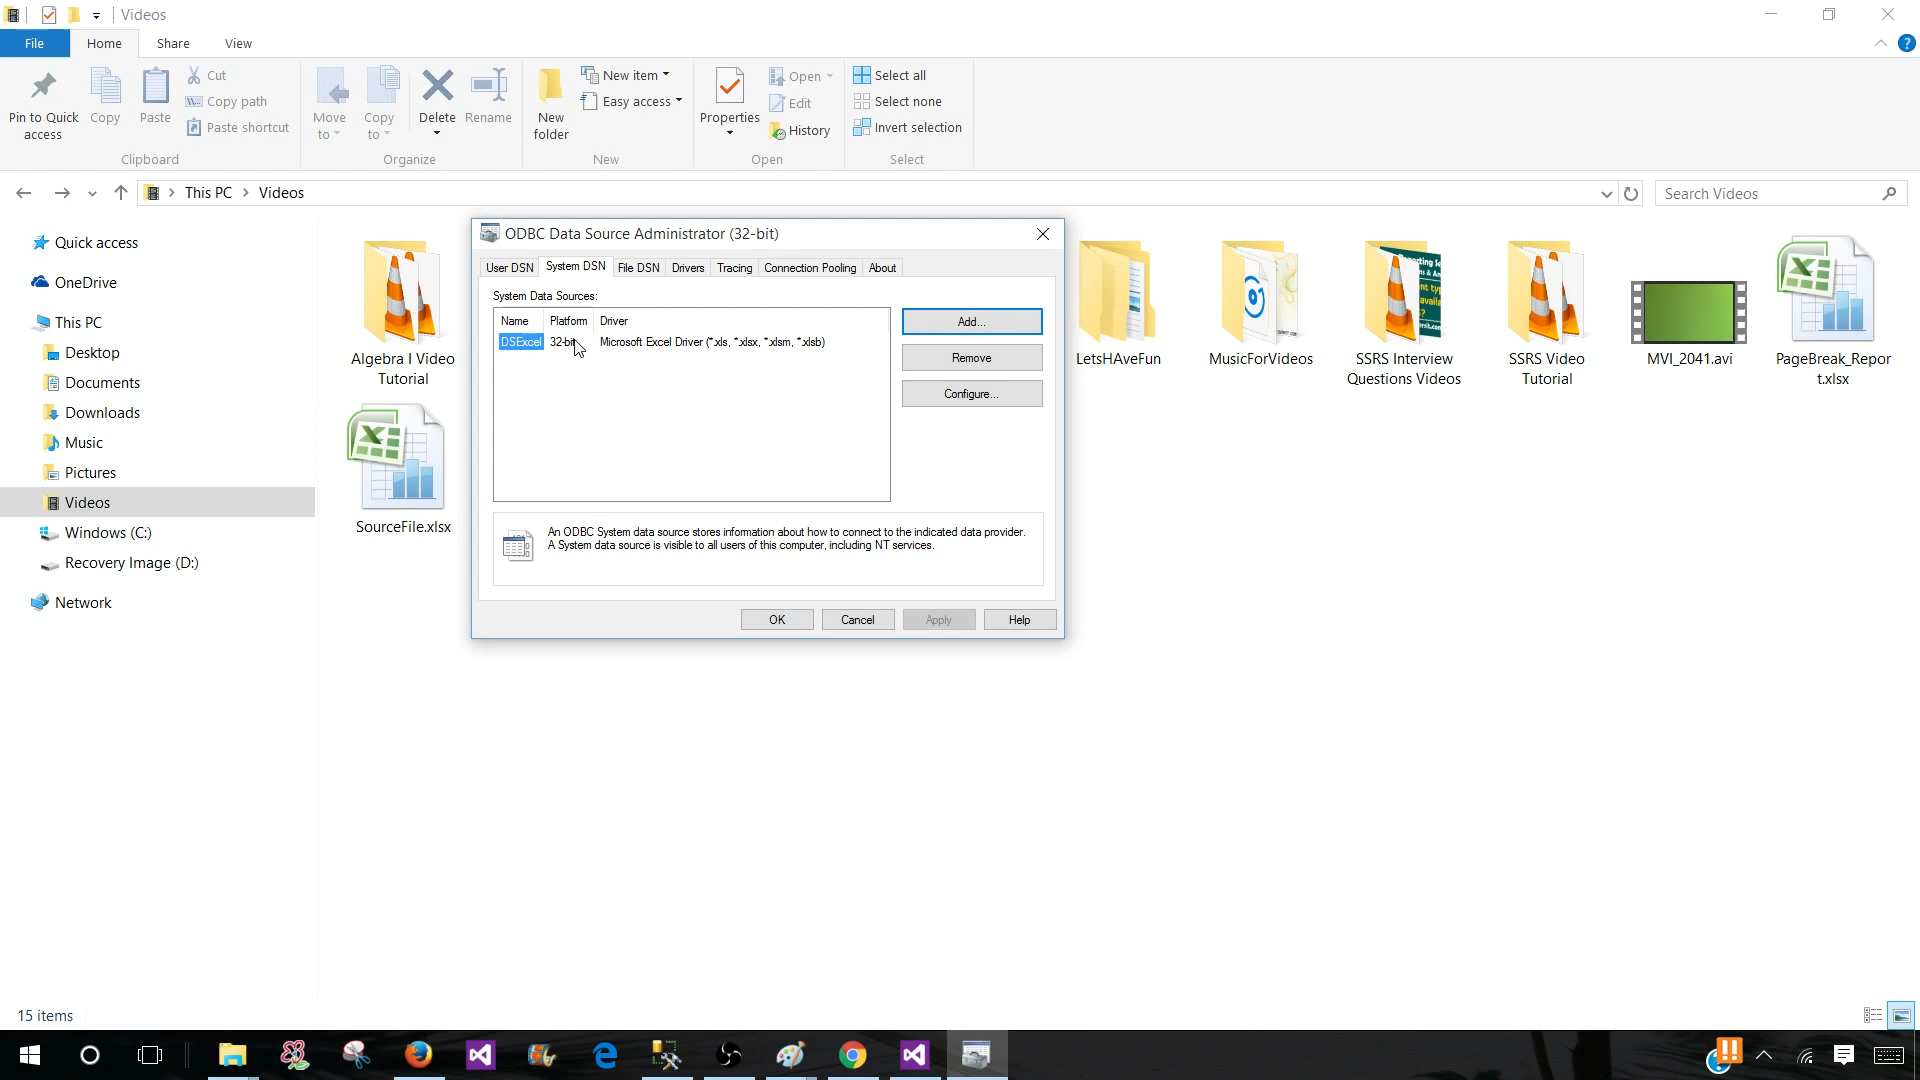 Videos
File
Home
Share
View
Pin to Quick
access
Copy
Paste
Cut
Copy path
Paste shortcut
Clipboard
Move
to
Copy
to
Delete
Rename
Organize
New
folder
New item
Easy access
New
Properties
Open
Edit
History
Open
Select all
Select none
Invert selection
Select
This PC
Videos
Search Videos
Quick access
OneDrive
This PC
Desktop
Documents
Downloads
Music
Pictures
Videos
Windows (C:)
Recovery Image (D:)
Network
Algebra I Video
Tutorial
LetsHAveFun
MusicForVideos
SSRS Interview
Questions Videos
SSRS Video
Tutorial
MVI_2041.avi
PageBreak_Repor
t.xlsx
SourceFile.xlsx
ODBC Data Source Administrator (32-bit)
User DSN
System DSN
File DSN
Drivers
Tracing
Connection Pooling
About
System Data Sources:
Name
Platform
Driver
DSExcel
32-bit
Microsoft Excel Driver (*.xls, *.xlsx, *.xlsm, *.xlsb)
Add...
Remove
Configure...
An ODBC System data source stores information about how to connect to the indicated data provider.
A System data source is visible to all users of this computer, including NT services.
OK
Cancel
Apply
Help
15 items